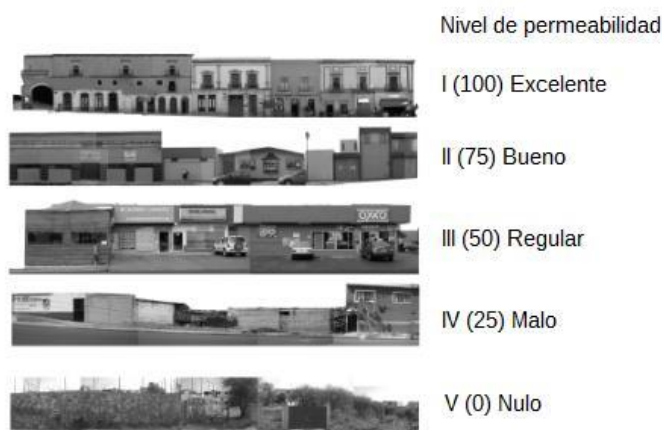 Nivel de permeabilidad
I (100) Excelente
II (75) Bueno
III (50) Regular
OXXO
IV (25) Malo
V (0) Nulo